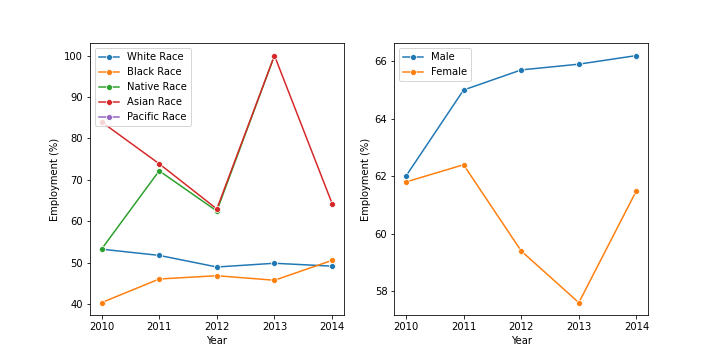 White Race
Black Race
Native Race
Asian Race
Pacific Race
100
90
80
70
60
50
40
Employment (%)
2010 2011 2012 2013 2014
Year
Male
Female
66
64
62
60
58
Employment (%)
2010 2011 2012 2013 2014
Year